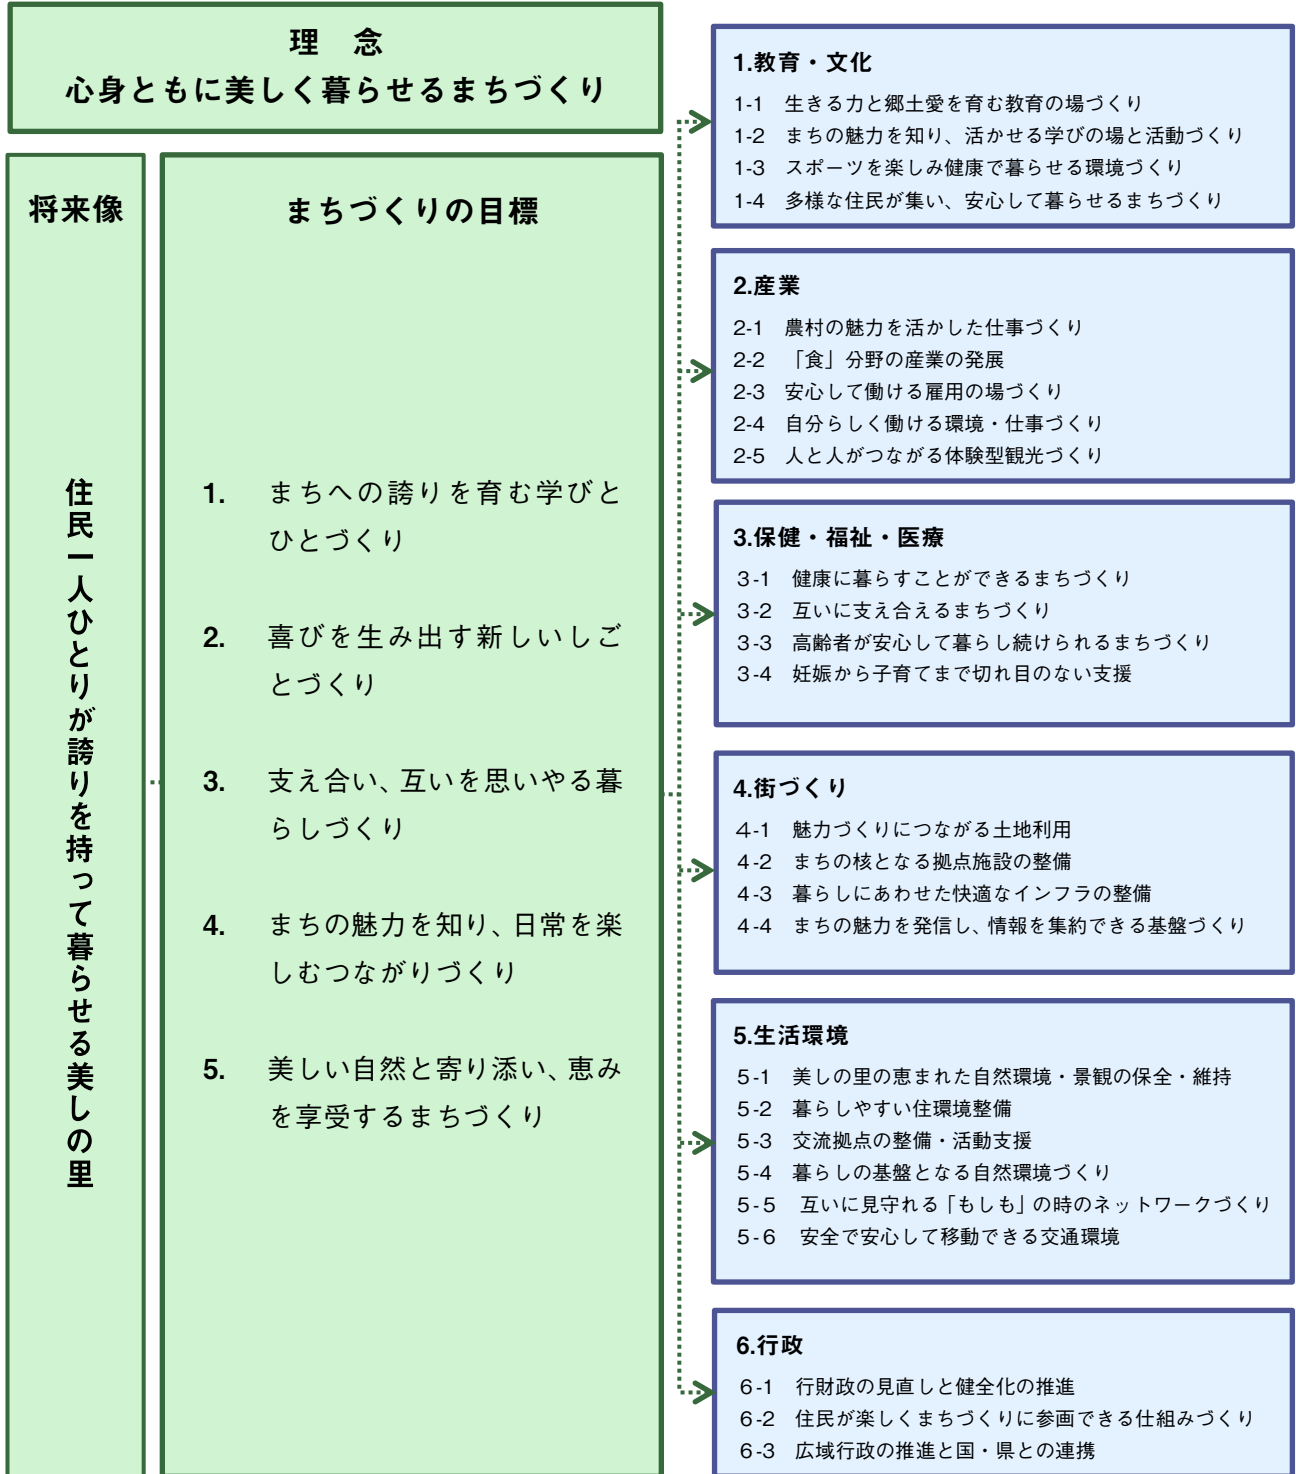 理　念
心身ともに美しく暮らせるまちづくり
将来像
住民一人ひとりが誇りを持って暮らせる美しの里
まちづくりの目標
1.　まちへの誇りを育む学びと
ひとづくり
2.　喜びを生み出す新しいしご
とづくり
3.　支え合い、互いを思いやる暮
らしづくり
4.　まちの魅力を知り、日常を楽
しむつながりづくり
5.　美しい自然と寄り添い、恵み
を享受するまちづくり
1.教育・文化
1-1　生きる力と郷土愛を育む教育の場づくり
1-2　まちの魅力を知り、活かせる学びの場と活動づくり
1-3　スポーツを楽しみ健康で暮らせる環境づくり
1-4　多様な住民が集い、安心して暮らせるまちづくり
2.産業
2-1　農村の魅力を活かした仕事づくり
2-2　「食」分野の産業の発展
2-3　安心して働ける雇用の場づくり
2-4　自分らしく働ける環境・仕事づくり
2-5　人と人がつながる体験型観光づくり
3.保健・福祉・医療
3-1　健康に暮らすことができるまちづくり
3-2　互いに支え合えるまちづくり
3-3　高齢者が安心して暮らし続けられるまちづくり
3-4　妊娠から子育てまで切れ目のない支援
4.街づくり
4-1　魅力づくりにつながる土地利用
4-2　まちの核となる拠点施設の整備
4-3　暮らしにあわせた快適なインフラの整備
4-4　まちの魅力を発信し、情報を集約できる基盤づくり
5.生活環境
5-1　美しの里の恵まれた自然環境・景観の保全・維持
5-2　暮らしやすい住環境整備
5-3　交流拠点の整備・活動支援
5-4　暮らしの基盤となる自然環境づくり
5-5　互いに見守れる「もしも」の時のネットワークづくり
5-6　安全で安心して移動できる交通環境
6.行政
6-1　行財政の見直しと健全化の推進
6-2　住民が楽しくまちづくりに参画できる仕組みづくり
6-3　広域行政の推進と国・県との連携